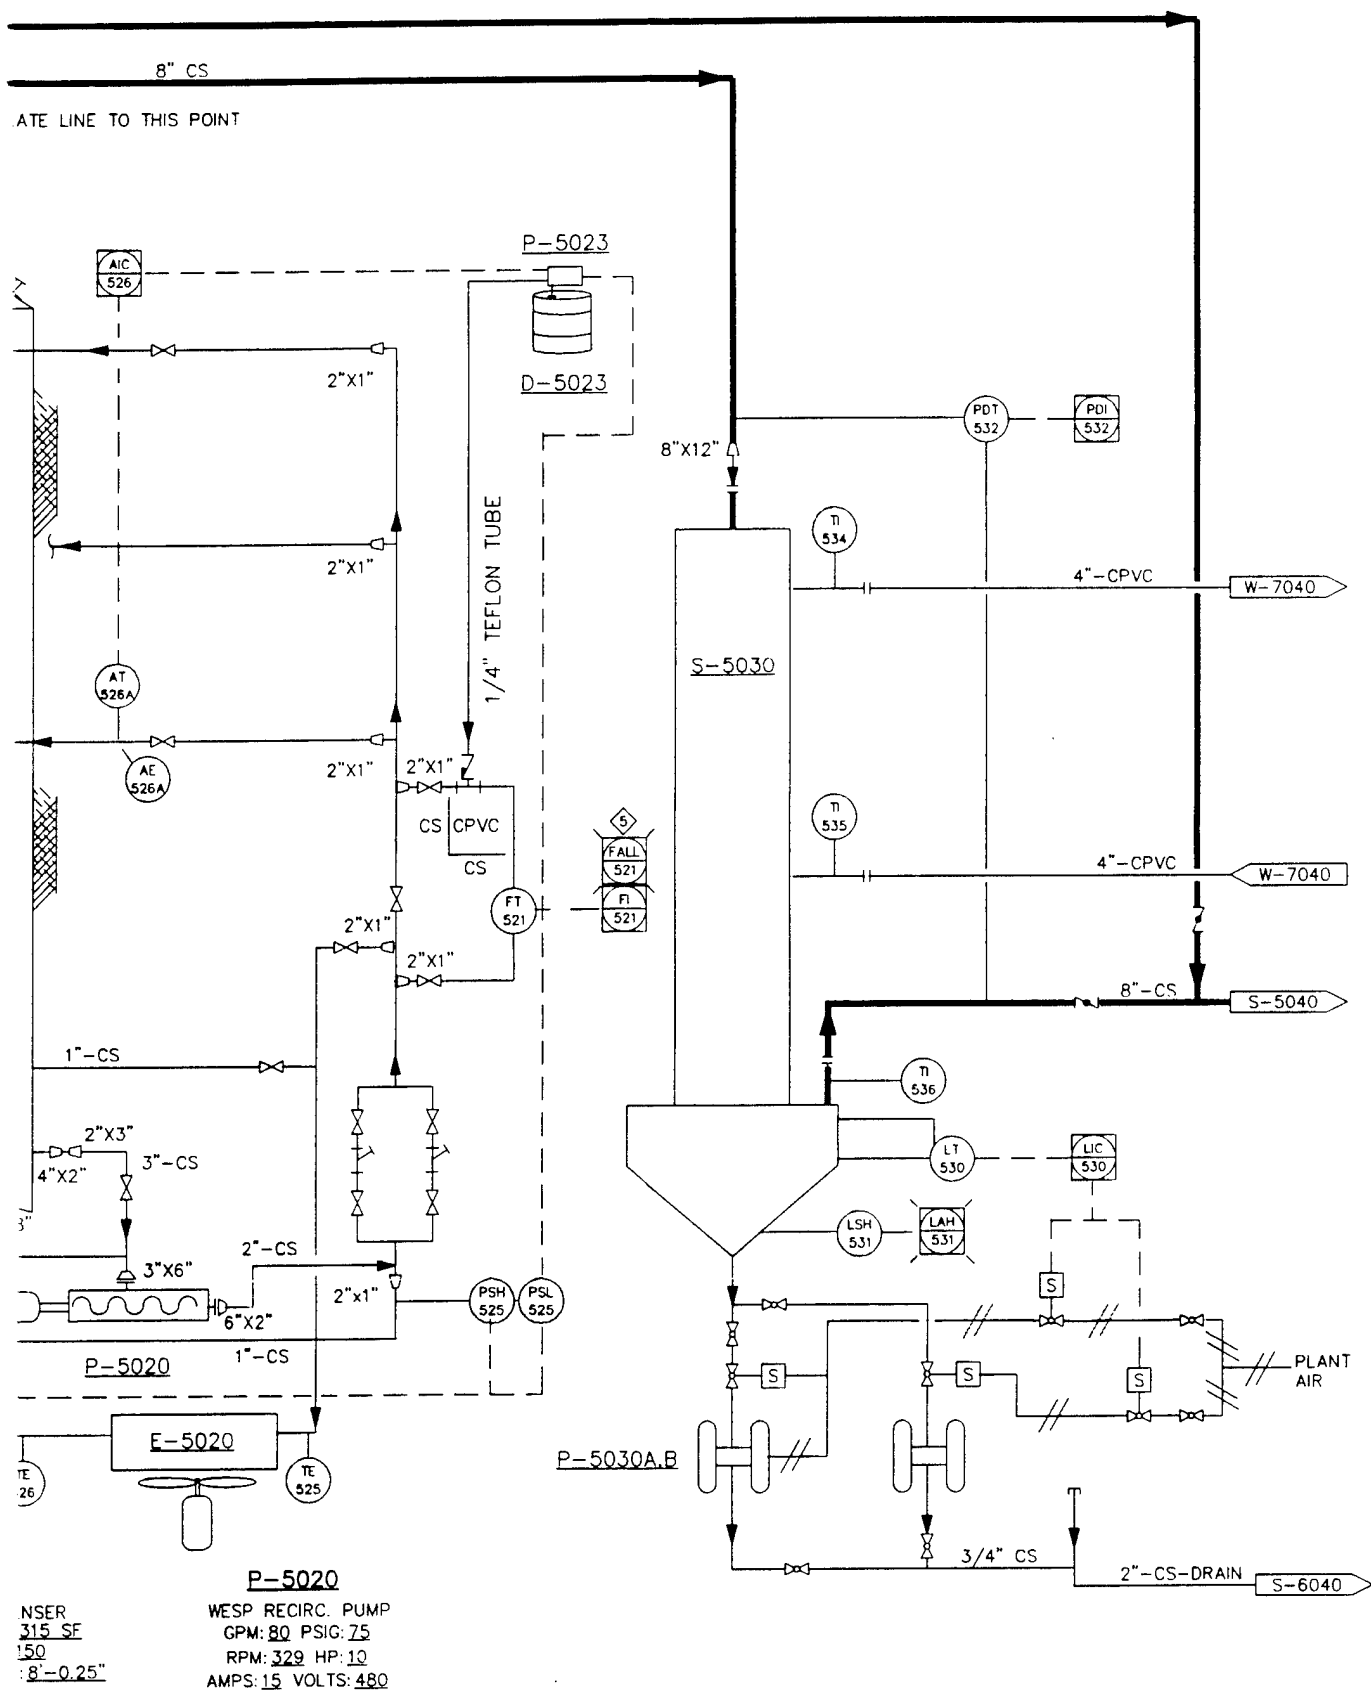 8" CS
ATE LINE TO THIS POINT
P-5023
AIC
526
D-5023
2"X1"
PDT
532
PDI
532
8"X12"
1/4" TEFLON TUBE
TI
534
2"X1"
4"-CPVC
W-7040
S-5030
AT
526A
AE
526A
2"X1"
2"X1"
CS
CPVC
CS
5
FALL
521
FI
521
FT
521
TI
535
4"-CPVC
W-7040
2"X1"
2"X1"
8"-CS
S-5040
1"-CS
TI
536
2"X3"
4"X2"
3"-CS
LT
530
LIC
530
3"
LSH
531
LAH
531
2"-CS
3"X6"
6"X2"
2"x1"
PSH
525
PSL
525
S
1"-CS
P-5020
S
S
S
PLANT
AIR
E-5020
TE
26
TE
525
P-5030A,B
3/4" CS
2"-CS-DRAIN
S-6040
P-5020
NSER
315 SF
150
: 8'-0.25"
WESP RECIRC. PUMP
GPM: 80 PSIG: 75
RPM: 329 HP: 10
AMPS: 15 VOLTS: 480